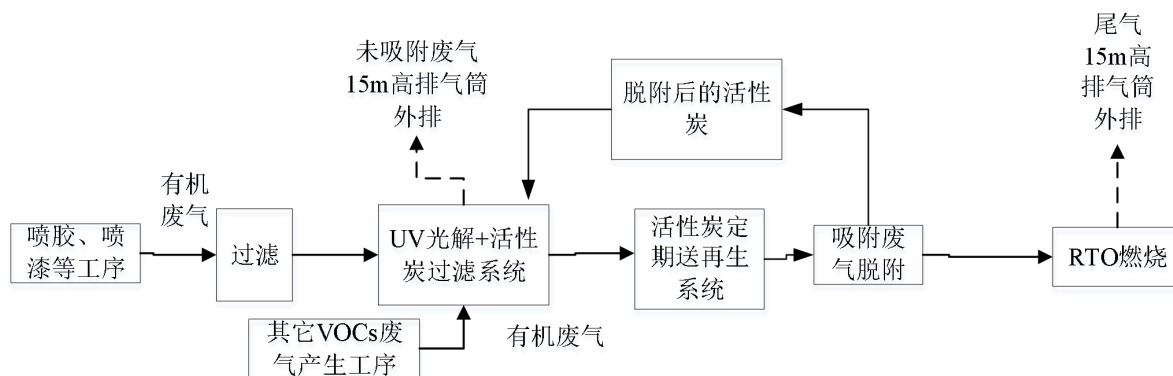 未吸附废气
15m高排气筒
外排
尾气
15m高
排气筒
外排
脱附后的活性
炭
有机
废气
喷胶、喷
漆等工序
过滤
UV光解+活性
炭过滤系统
活性炭定
期送再生
系统
吸附废
气脱附
RTO燃烧
其它VOCs废
气产生工序
有机废气